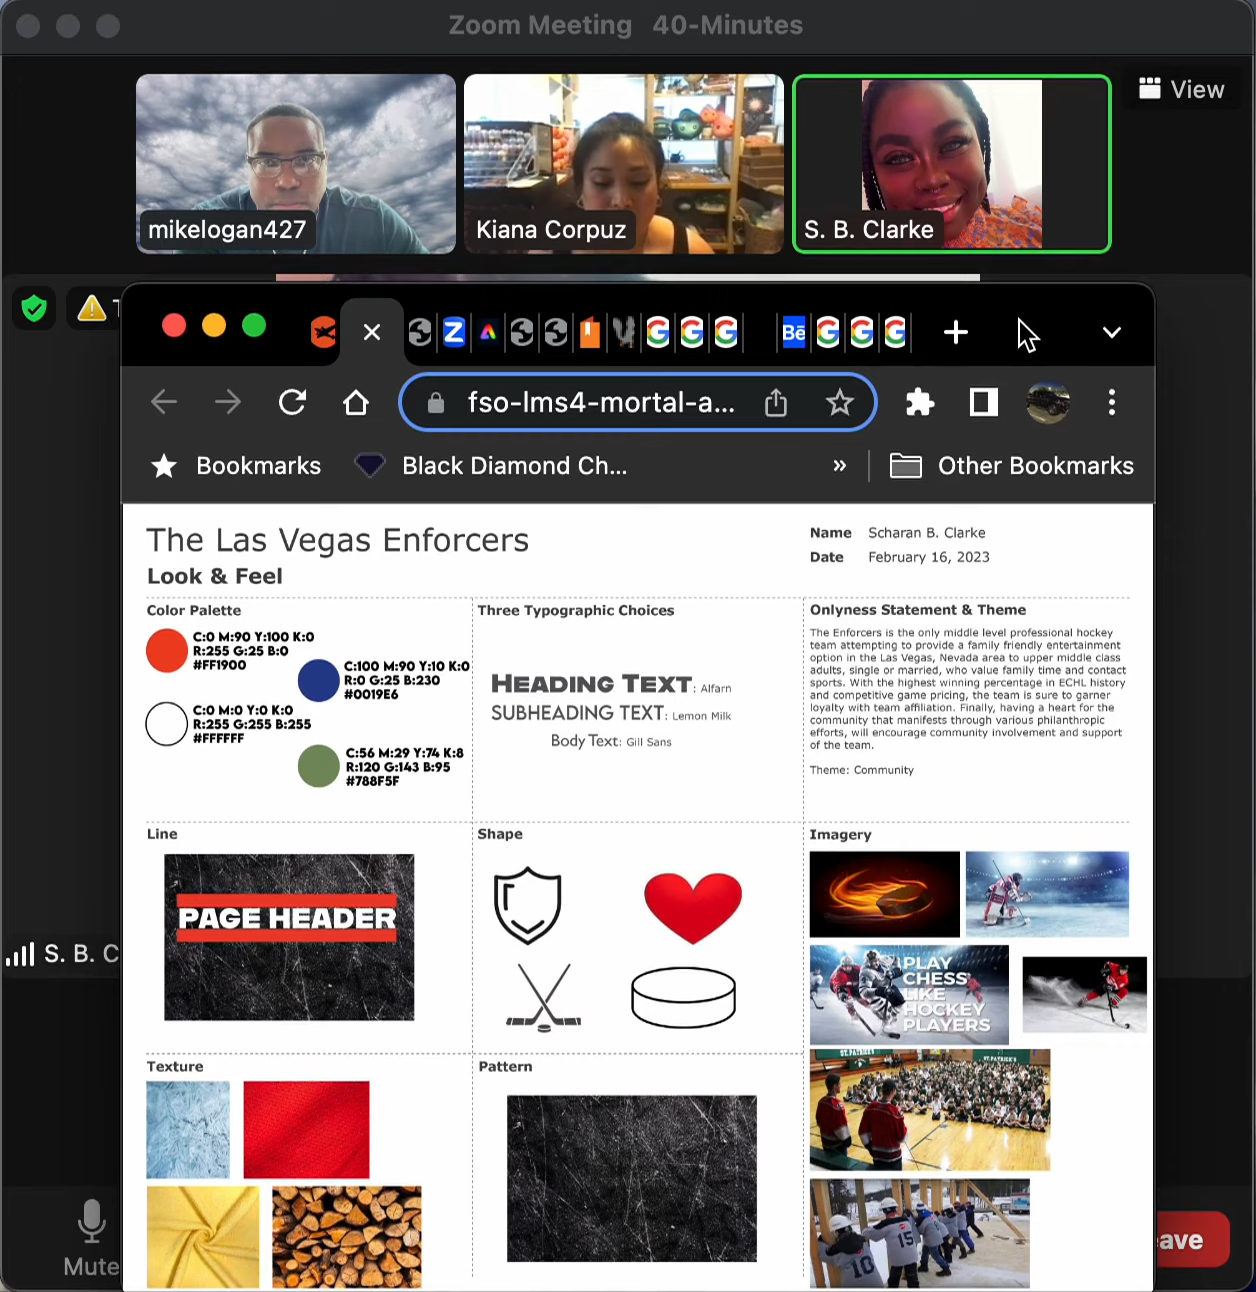 Zoom Meeting 40-Minutes
View
mikelogan427
Kiana Corpuz
S. B. Clarke
fso-lms4-mortal-a...
Bookmarks
Black Diamond Ch...
»
Other Bookmarks
The Las Vegas Enforcers
Look & Feel
Name Scharan B. Clarke
Date February 16, 2023
Color Palette
C:0 M:90 Y:100 K:0
R:255 G:25 B:0
#FF1900
C:100 M:90 Y:10 K:0
R:0 G:25 B:230
#0019E6
C:0 M:0 Y:0 K:0
R:255 G:255 B:255
#FFFFFF
C:56 M:29 Y:74 K:8
R:120 G:143 B:95
#788F5F
Three Typographic Choices
HEADING TEXT: Alfarn
SUBHEADING TEXT: Lemon Milk
Body Text: Gill Sans
Onlyness Statement & Theme
The Enforcers is the only middle level professional hockey
team attempting to provide a family friendly entertainment
option in the Las Vegas, Nevada area to upper middle class
adults, single or married, who value family time and contact
sports. With the highest winning percentage in ECHL history
and competitive game pricing, the team is sure to garner
loyalty with team affiliation. Finally, having a heart for the
community that manifests through various philanthropic
efforts, will encourage community involvement and support
of the team.
Theme: Community
Line
PAGE HEADER
Shape
Imagery
PLAY
CHESS
LIKE
HOCKEY
PLAYERS
ST. PATRICK'S
ST. PATRICK'S
10
15
Texture
Pattern
S. B. C
Mute
eave